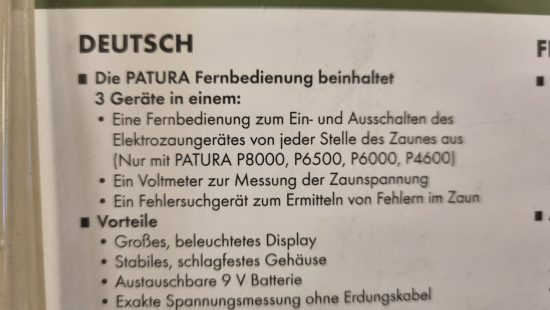 DEUTSCH
■ Die PATURA Fernbedienung beinhaltet
3 Geräte in einem:
• Eine Fernbedienung zum Ein- und Ausschalten des
Elektrozaungerätes von jeder Stelle des Zaunes aus
(Nur mit PATURA P8000, P6500, P6000, P4600)
• Ein Voltmeter zur Messung der Zaunspannung
• Ein Fehlersuchgerät zum Ermitteln von Fehlern im Zaun
■ Vorteile
• Großes, beleuchtetes Display
• Stabiles, schlagfestes Gehäuse
• Austauschbare 9 V Batterie
• Exakte Spannungsmessung ohne Erdungskabel